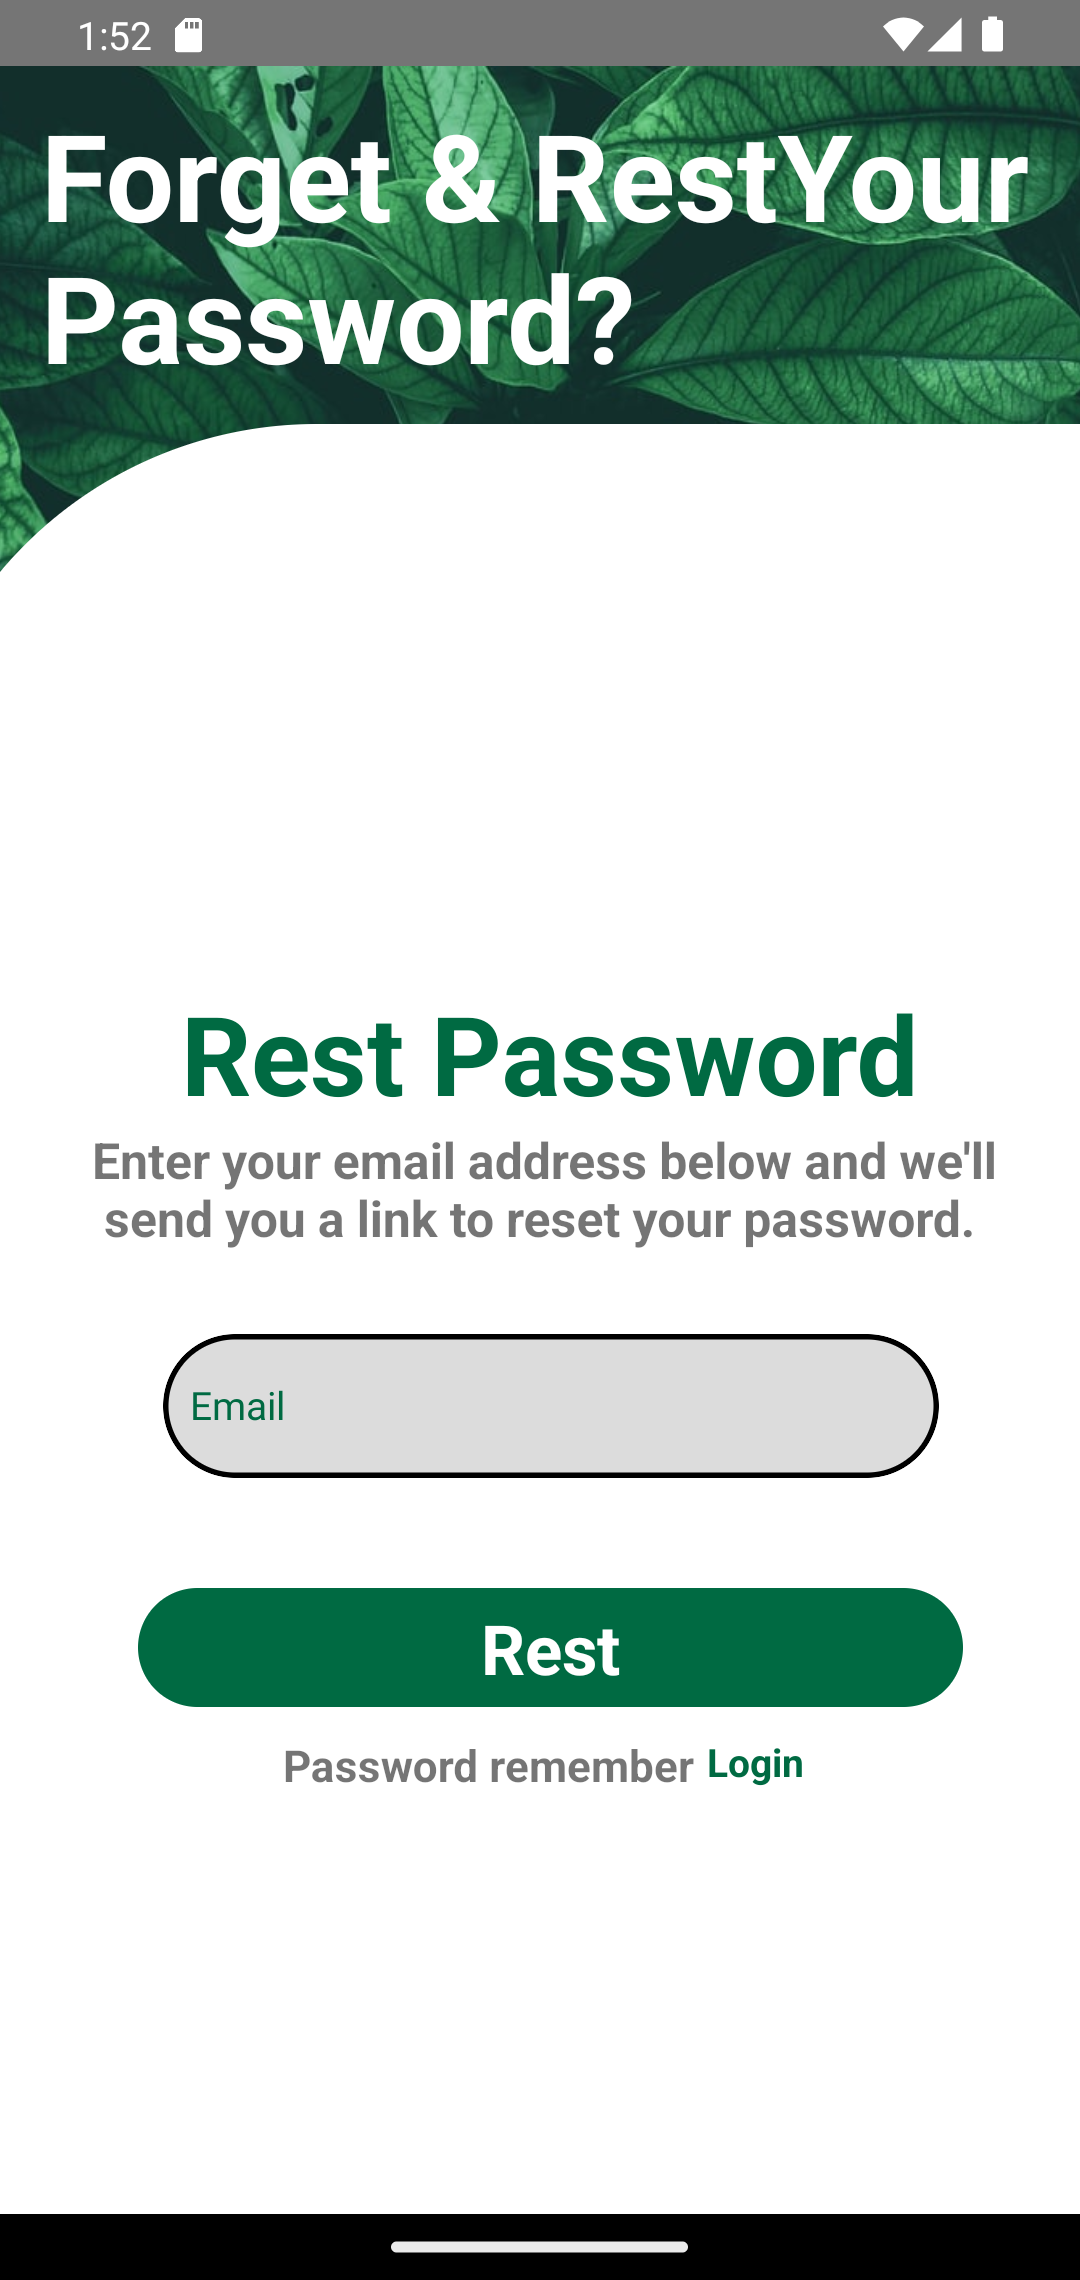 1:52
Forget & RestYour
Password?
Rest Password
Enter your email address below and we'll
send you a link to reset your password.
Email
Rest
Password remember Login